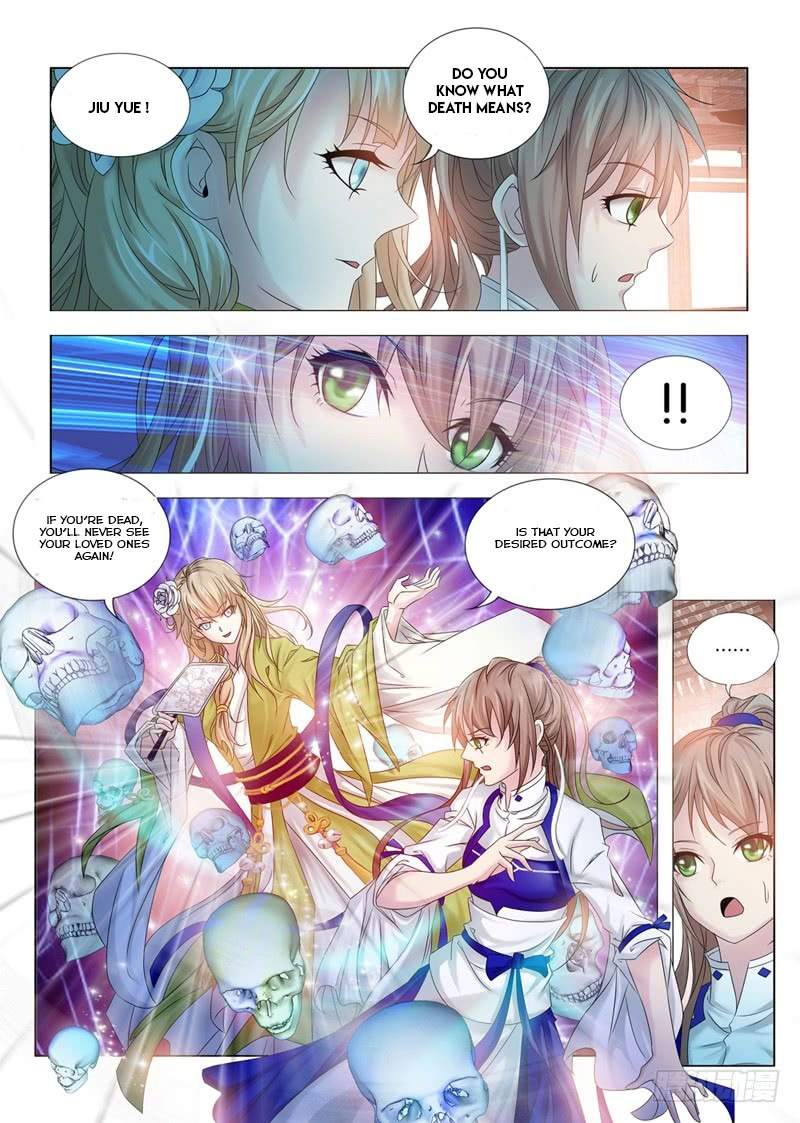 JIU YUE !
DO YOU
KNOW WHAT
DEATH MEANS?
!!
IF YOU'RE DEAD,
YOU'LL NEVER SEE
YOUR LOVED ONES
AGAIN!
IS THAT YOUR
DESIRED OUTCOME?
......